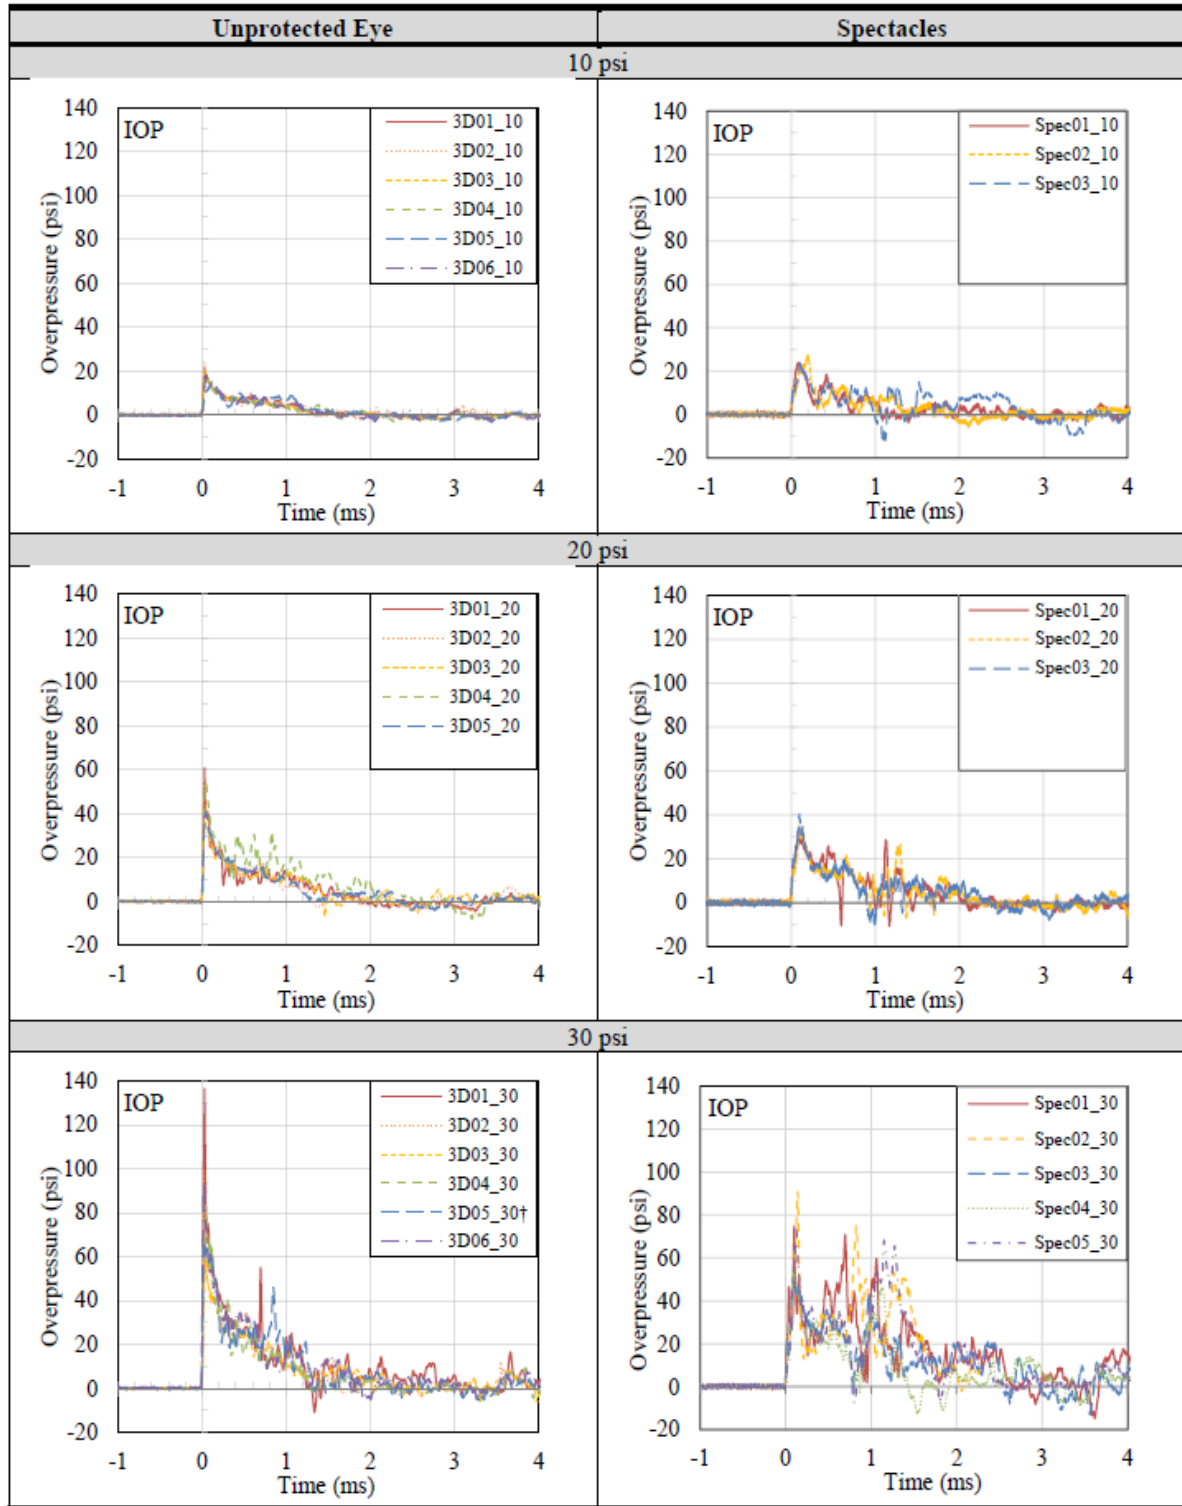 Unprotected Eye Spectacles
10 psi
140
120
100
80
60
40
20
0
-20
Overpressure (psi)
IOP
3D01_10
3D02_10
3D03_10
3D04_10
3D05_10
3D06_10
-1 0 1 2 3 4
Time (ms)
140
120
100
80
60
40
20
0
-20
Overpressure (psi)
IOP
Spec01_10
Spec02_10
Spec03_10
-1 0 1 2 3 4
Time (ms)
20 psi
140
120
100
80
60
40
20
0
-20
Overpressure (psi)
IOP
3D01_20
3D02_20
3D03_20
3D04_20
3D05_20
-1 0 1 2 3 4
Time (ms)
140
120
100
80
60
40
20
0
-20
Overpressure (psi)
IOP
Spec01_20
Spec02_20
Spec03_20
-1 0 1 2 3 4
Time (ms)
30 psi
140
120
100
80
60
40
20
0
-20
Overpressure (psi)
IOP
3D01_30
3D02_30
3D03_30
3D04_30
3D05_30†
3D06_30
-1 0 1 2 3 4
Time (ms)
140
120
100
80
60
40
20
0
-20
Overpressure (psi)
IOP
Spec01_30
Spec02_30
Spec03_30
Spec04_30
Spec05_30
-1 0 1 2 3 4
Time (ms)